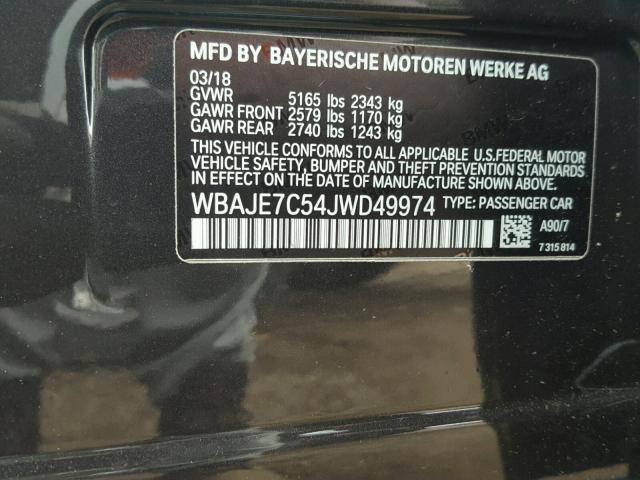 MFD BY BAYERISCHE MOTOREN WERKE AG
03/18
GVWR 5165 lbs 2343 kg
GAWR FRONT 2579 lbs 1170 kg
GAWR REAR 2740 lbs 1243 kg
THIS VEHICLE CONFORMS TO ALL APPLICABLE U.S.FEDERAL MOTOR
VEHICLE SAFETY, BUMPER AND THEFT PREVENTION STANDARDS
IN EFFECT ON THE DATE OF MANUFACTURE SHOWN ABOVE.
WBAJE7C54JWD49974 TYPE: PASSENGER CAR
A90/7
7 315 814